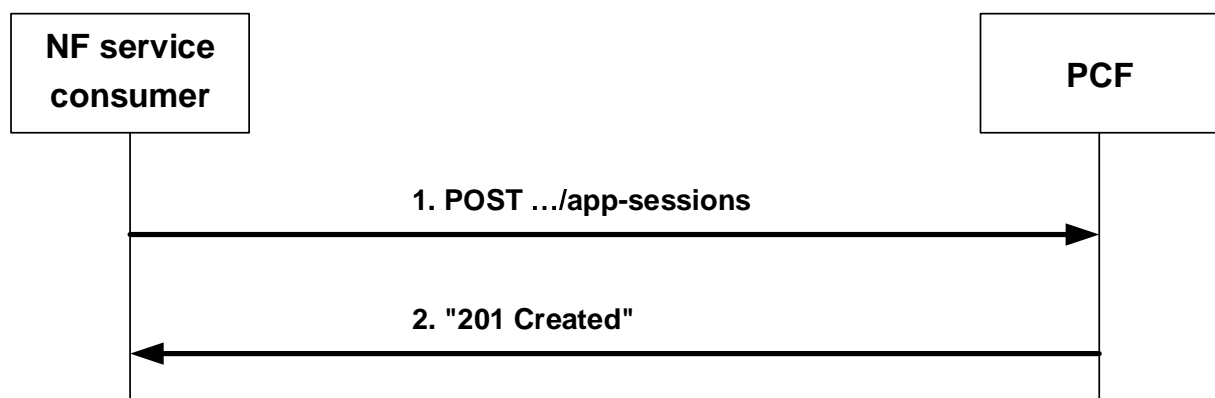 NF service
consumer
PCF
1. POST …/app-sessions
2. "201 Created"